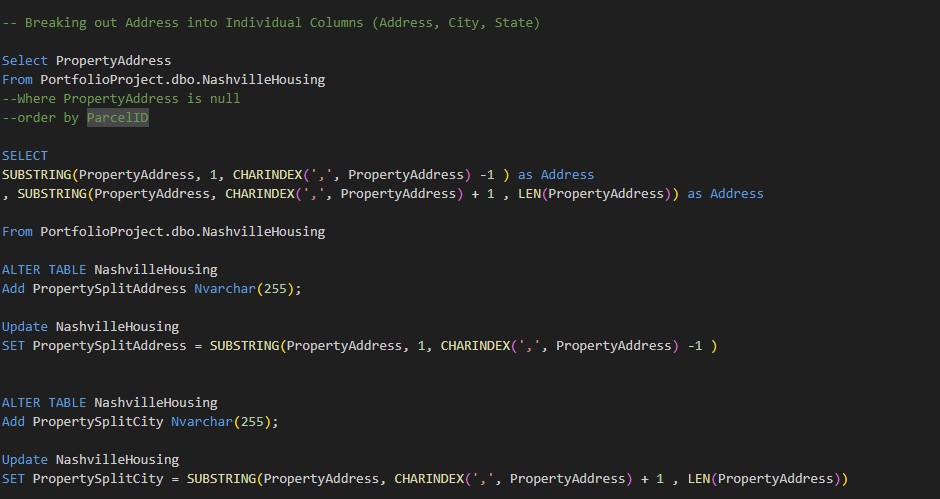 -- Breaking out Address into Individual Columns (Address, City, State)
Select PropertyAddress
From PortfolioProject.dbo.NashvilleHousing
--Where PropertyAddress is null
--order by ParcelID
SELECT
SUBSTRING(PropertyAddress, 1, CHARINDEX(',', PropertyAddress) -1 ) as Address
, SUBSTRING(PropertyAddress, CHARINDEX(',', PropertyAddress) + 1 , LEN(PropertyAddress)) as Address
From PortfolioProject.dbo.NashvilleHousing
ALTER TABLE NashvilleHousing
Add PropertySplitAddress Nvarchar(255);
Update NashvilleHousing
SET PropertySplitAddress = SUBSTRING(PropertyAddress, 1, CHARINDEX(',', PropertyAddress) -1 )
ALTER TABLE NashvilleHousing
Add PropertySplitCity Nvarchar(255);
Update NashvilleHousing
SET PropertySplitCity = SUBSTRING(PropertyAddress, CHARINDEX(',', PropertyAddress) + 1 , LEN(PropertyAddress))